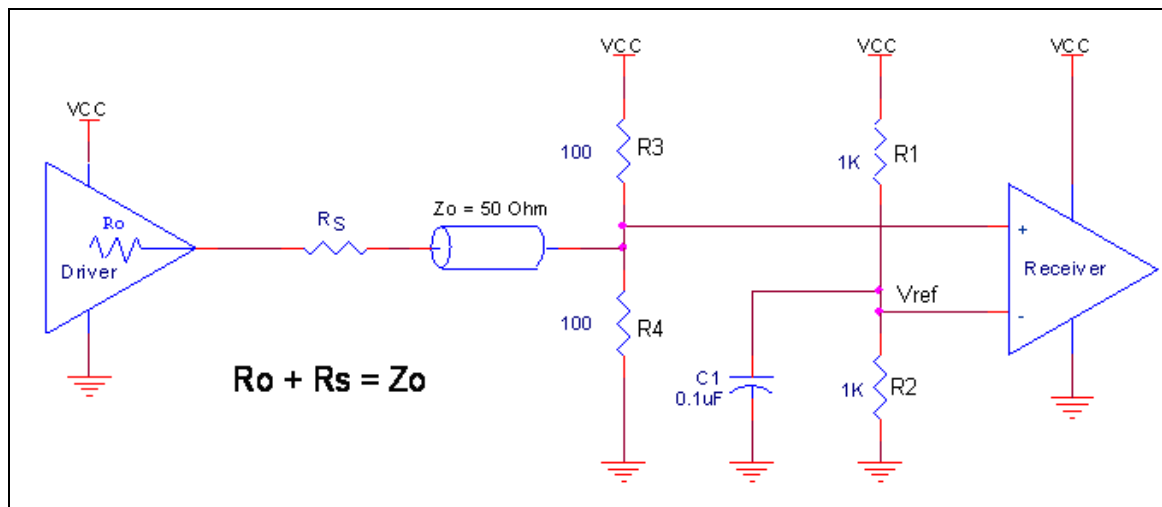 VCC
Ro
Driver
RS
Zo = 50 Ohm
VCC
100
R3
100
R4
VCC
1K
R1
Vref
1K
R2
C1
0.1uF
VCC
+
Receiver
-
Ro + Rs = Zo